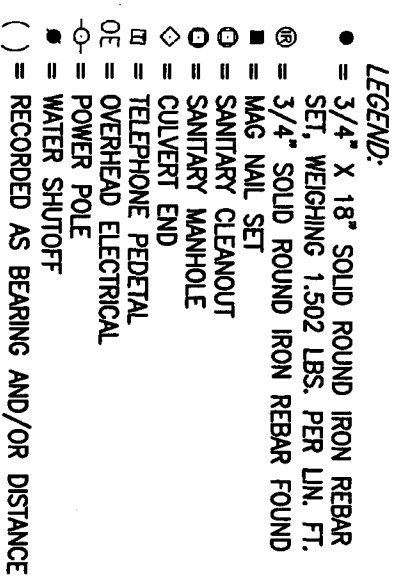 LEGEND:
● = 3/4" X 18" SOLID ROUND IRON REBAR
SET, WEIGHING 1.502 LBS. PER LIN. FT.
(IR) = 3/4" SOLID ROUND IRON REBAR FOUND
■ = MAG NAIL SET
= SANITARY CLEANOUT
= SANITARY MANHOLE
= CULVERT END
= TELEPHONE PEDETAL
OE = OVERHEAD ELECTRICAL
= POWER POLE
= WATER SHUTOFF
( ) = RECORDED AS BEARING AND/OR DISTANCE